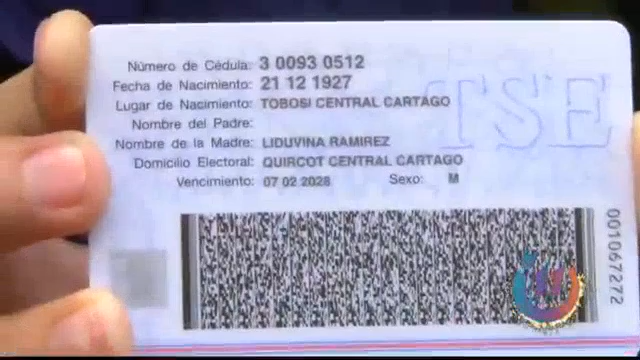 Número de Cédula: 3 0093 0512
Fecha de Nacimiento: 21 12 1927
Lugar de Nacimiento: TOBOSI CENTRAL CARTAGO
Nombre del Padre:
Nombre de la Madre: LIDUVINA RAMIREZ
Domicilio Electoral: QUIRCOT CENTRAL CARTAGO
Vencimiento: 07 02 2028 Sexo: M
TSE
001067272